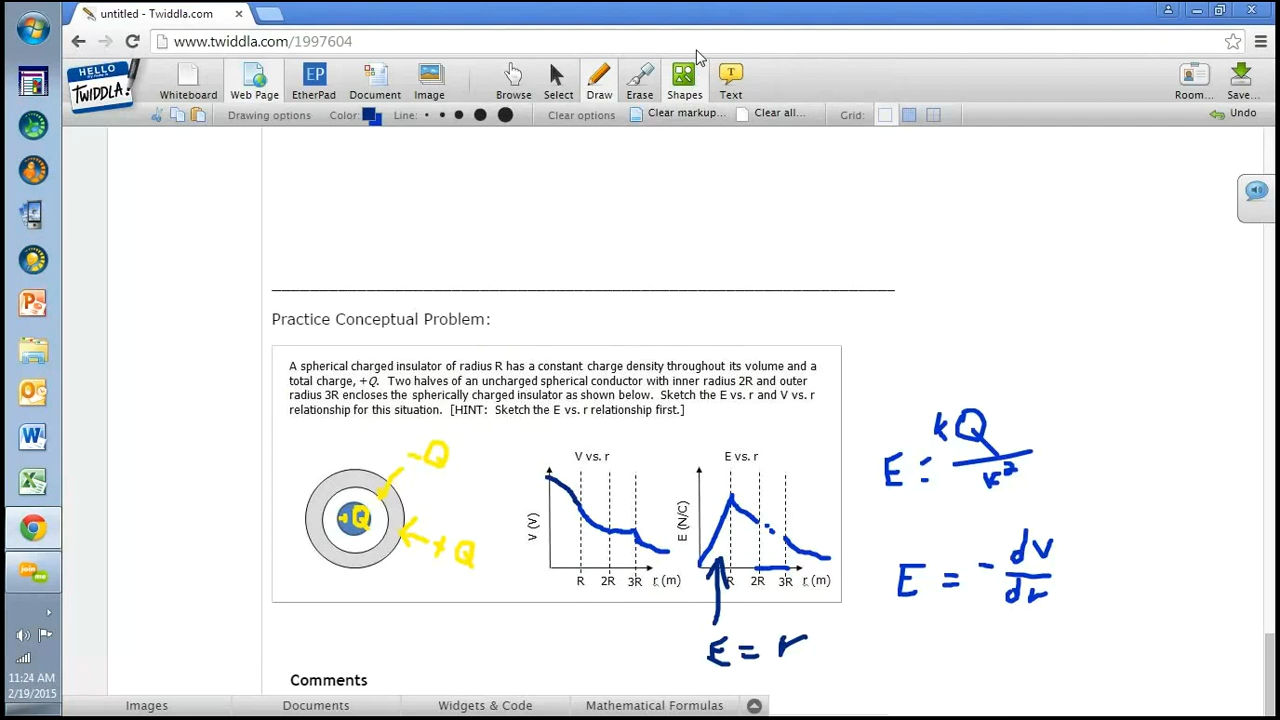 untitled - Twiddla.com
www.twiddla.com/1997604
HELLO
TWIDDLA!
Whiteboard Web Page EtherPad Document Image Browse Select Draw Erase Shapes Text Room... Save...
Drawing options Color: Line: Clear options Clear markup... Clear all... Grid: Undo
Practice Conceptual Problem:
A spherical charged insulator of radius R has a constant charge density throughout its volume and a
total charge, +Q. Two halves of an uncharged spherical conductor with inner radius 2R and outer
radius 3R encloses the spherically charged insulator as shown below. Sketch the E vs. r and V vs. r
relationship for this situation. [HINT: Sketch the E vs. r relationship first.]
-Q
+Q
+Q
V vs. r
V (V)
R 2R 3R r (m)
E vs. r
E (N/C)
R 2R 3R r (m)
E = r
E = kQ
r²
E = - dV
dr
Comments
Images Documents Widgets & Code Mathematical Formulas
11:24 AM
2/19/2015